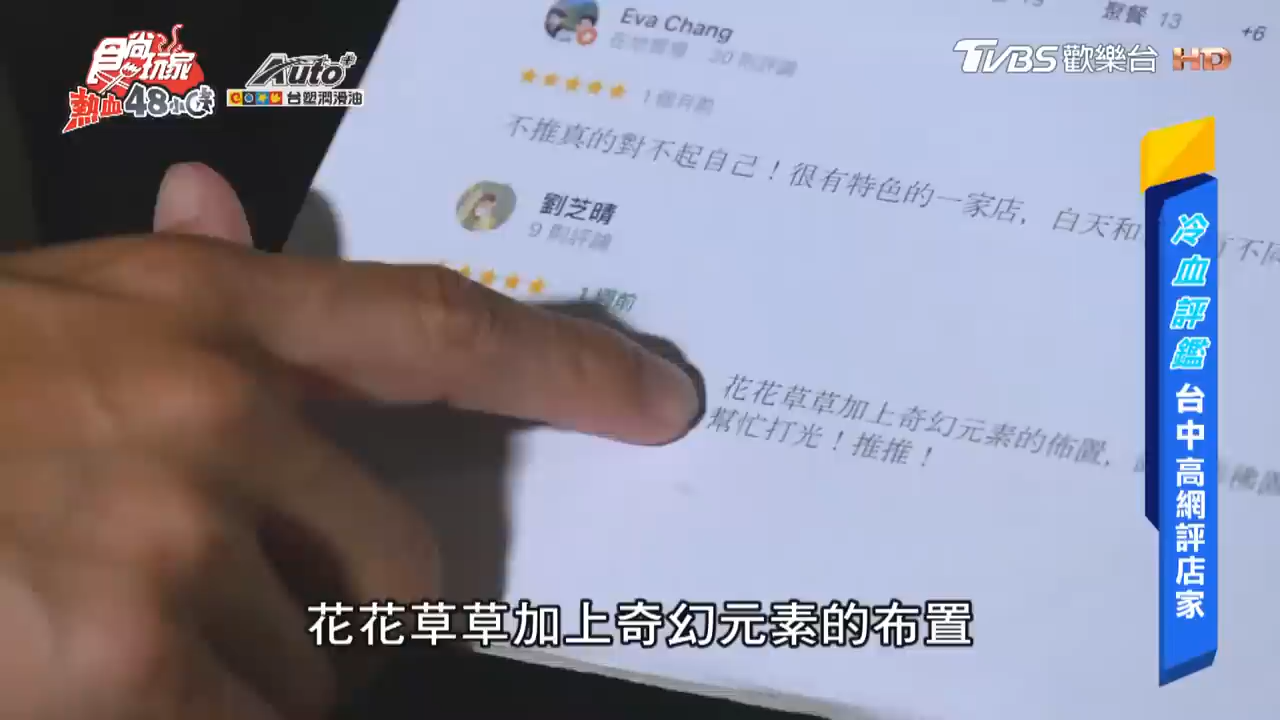 食尚玩家
熱血48小時
Auto+
台塑潤滑油
TVBS歡樂台 HD
聚餐 13
+6
Eva Chang
1 個月前
不推真的對不起自己！很有特色的一家店，白天和
劉芝晴
9 則評論
1 週前
花花草草加上奇幻元素的佈置，
幫忙打光！推推！
冷血評鑑 台中高網評店家
花花草草加上奇幻元素的布置